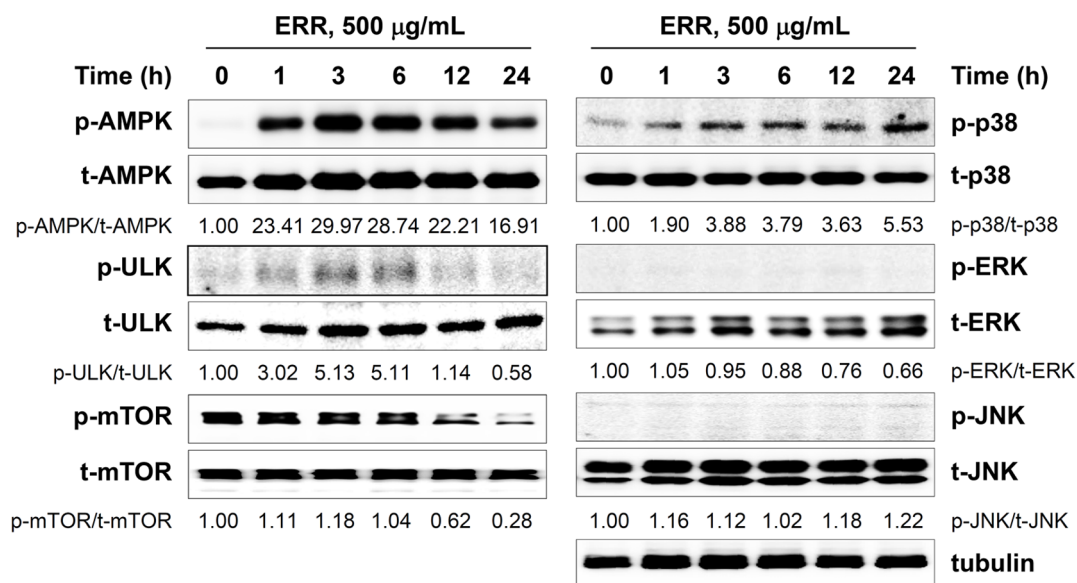 ERR, 500 μg/mL
Time (h) 0 1 3 6 12 24
p-AMPK
t-AMPK
p-AMPK/t-AMPK 1.00 23.41 29.97 28.74 22.21 16.91
p-ULK
t-ULK
p-ULK/t-ULK 1.00 3.02 5.13 5.11 1.14 0.58
p-mTOR
t-mTOR
p-mTOR/t-mTOR 1.00 1.11 1.18 1.04 0.62 0.28
ERR, 500 μg/mL
0 1 3 6 12 24 Time (h)
p-p38
t-p38
1.00 1.90 3.88 3.79 3.63 5.53 p-p38/t-p38
p-ERK
t-ERK
1.00 1.05 0.95 0.88 0.76 0.66 p-ERK/t-ERK
p-JNK
t-JNK
1.00 1.16 1.12 1.02 1.18 1.22 p-JNK/t-JNK
tubulin